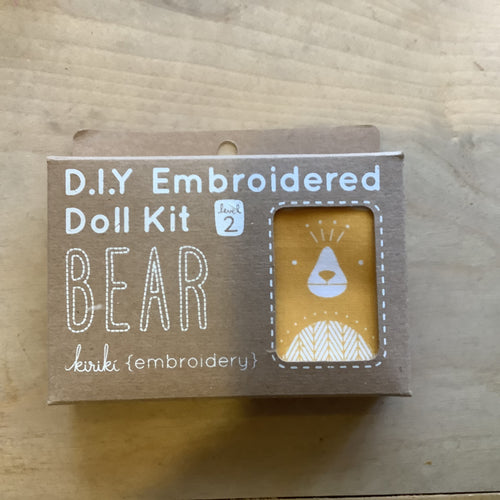 D.I.Y Embroidered
Doll Kit
level
2
BEAR
kiriki {embroidery}